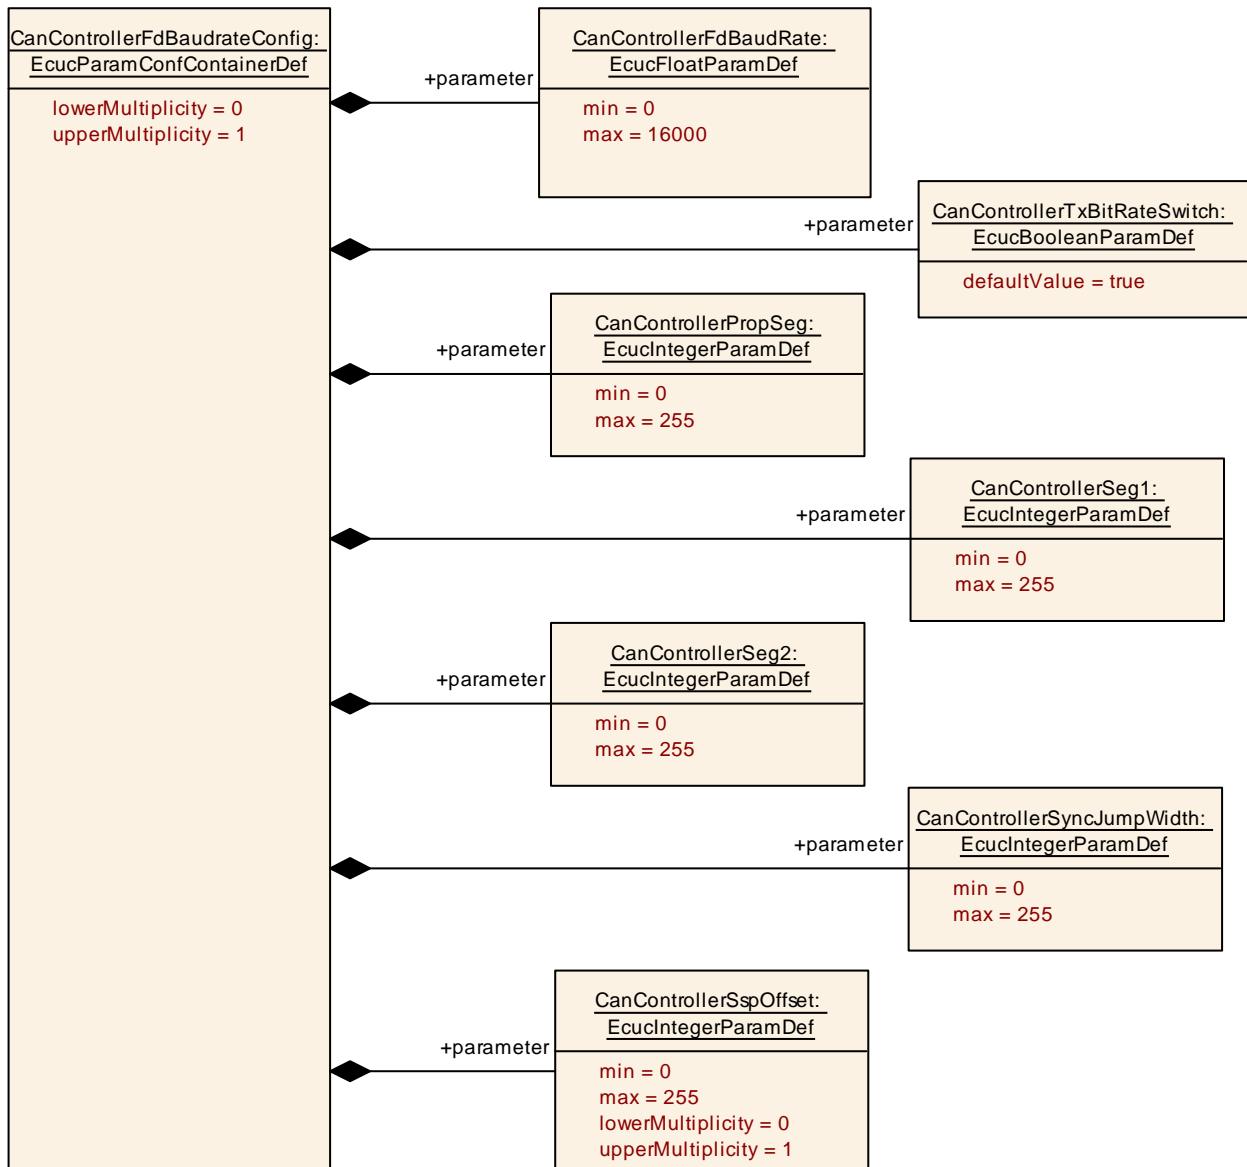 CanControllerFdBaudrateConfig:
EcucParamConfContainerDef
lowerMultiplicity = 0
upperMultiplicity = 1
+parameter
CanControllerFdBaudRate:
EcucFloatParamDef
min = 0
max = 16000
+parameter
CanControllerTxBitRateSwitch:
EcucBooleanParamDef
defaultValue = true
+parameter
CanControllerPropSeg:
EcucIntegerParamDef
min = 0
max = 255
+parameter
CanControllerSeg1:
EcucIntegerParamDef
min = 0
max = 255
+parameter
CanControllerSeg2:
EcucIntegerParamDef
min = 0
max = 255
+parameter
CanControllerSyncJumpWidth:
EcucIntegerParamDef
min = 0
max = 255
+parameter
CanControllerSspOffset:
EcucIntegerParamDef
min = 0
max = 255
lowerMultiplicity = 0
upperMultiplicity = 1